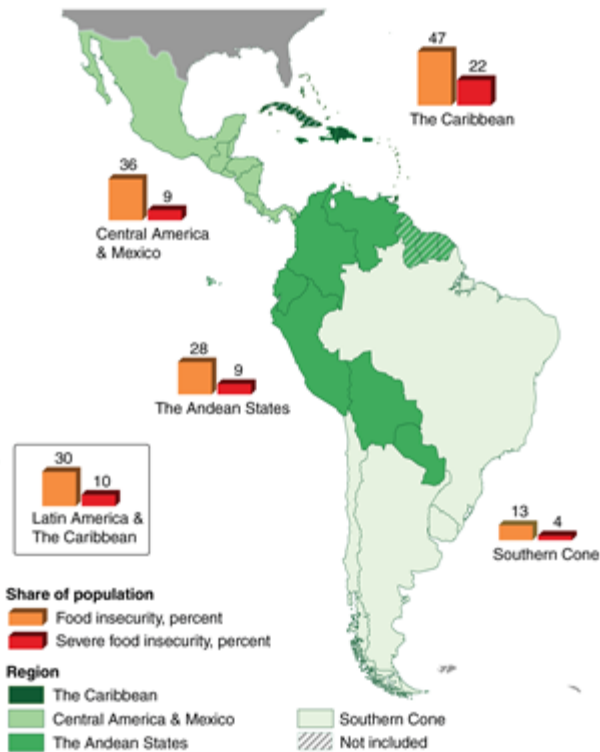 47
22
The Caribbean
36
9
Central America
& Mexico
28
9
The Andean States
30
10
Latin America &
The Caribbean
13
4
Southern Cone
Share of population
Food insecurity, percent
Severe food insecurity, percent
Region
The Caribbean
Central America & Mexico
The Andean States
Southern Cone
Not included